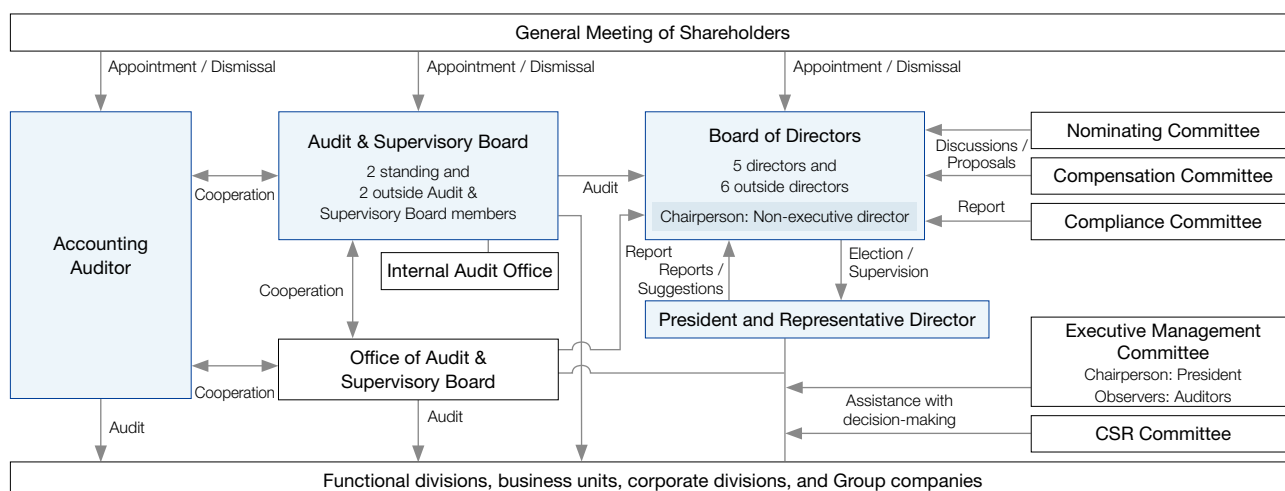 General Meeting of Shareholders
Appointment / Dismissal
Appointment / Dismissal
Appointment / Dismissal
Accounting
Auditor
Cooperation
Audit & Supervisory Board
2 standing and
2 outside Audit &
Supervisory Board members
Audit
Board of Directors
5 directors and
6 outside directors
Chairperson: Non-executive director
Discussions /
Proposals
Nominating Committee
Compensation Committee
Report
Compliance Committee
Internal Audit Office
Cooperation
Report
Reports /
Suggestions
Election /
Supervision
President and Representative Director
Office of Audit &
Supervisory Board
Cooperation
Executive Management
Committee
Chairperson: President
Observers: Auditors
Assistance with
decision-making
CSR Committee
Audit
Audit
Functional divisions, business units, corporate divisions, and Group companies